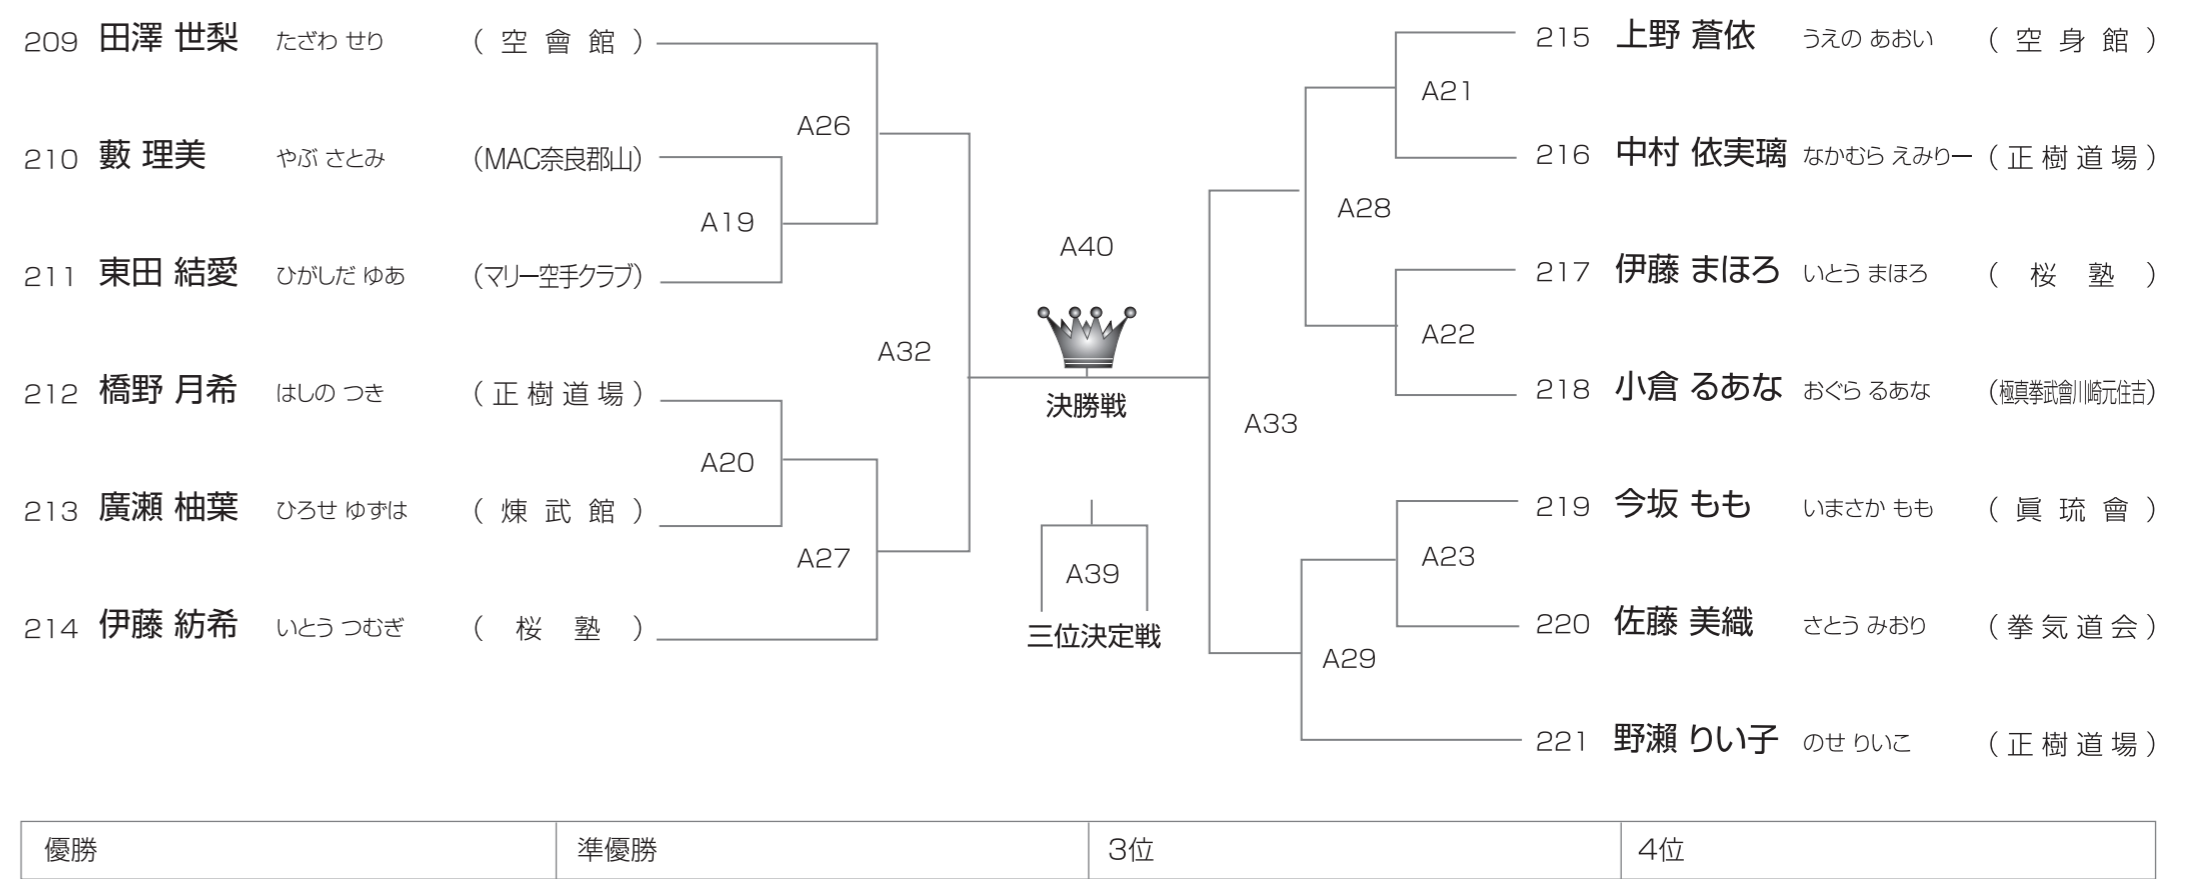 209 田澤 世梨 たざわ せり (空會館)
210 藪 理美 やぶ さとみ (MAC奈良郡山)
211 東田 結愛 ひがしだ ゆあ (マリー空手クラブ)
212 橋野 月希 はしの つき (正樹道場)
213 廣瀬 柚葉 ひろせ ゆずは (煉武館)
214 伊藤 紡希 いとう つむぎ (桜塾)
A26
A19
A32
A20
A27
A40
決勝戦
A39
三位決定戦
A21
A28
A22
A33
A23
A29
215 上野 蒼依 うえの あおい (空身館)
216 中村 依実璃 なかむら えみりー (正樹道場)
217 伊藤 まほろ いとう まほろ (桜塾)
218 小倉 るあな おぐら るあな (極真拳武會川崎元住吉)
219 今坂 もも いまさか もも (眞琉會)
220 佐藤 美織 さとう みおり (拳気道会)
221 野瀬 りい子 のせ りいこ (正樹道場)
優勝
準優勝
3位
4位